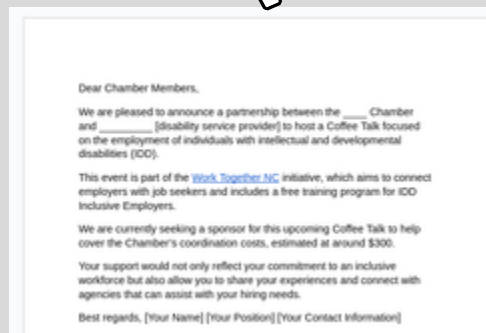 Dear Chamber Members,
We are pleased to announce a partnership between the ____ Chamber
and _________ [disability service provider] to host a Coffee Talk focused
on the employment of individuals with intellectual and developmental
disabilities (IDD).
This event is part of the Work Together NC initiative, which aims to connect
employers with job seekers and includes a free training program for IDD
Inclusive Employers.
We are currently seeking a sponsor for this upcoming Coffee Talk to help
cover the Chamber's coordination costs, estimated at around $300.
Your support would not only reflect your commitment to an inclusive
workforce but also allow you to share your experiences and connect with
agencies that can assist with your hiring needs.
Best regards, [Your Name] [Your Position] [Your Contact Information]